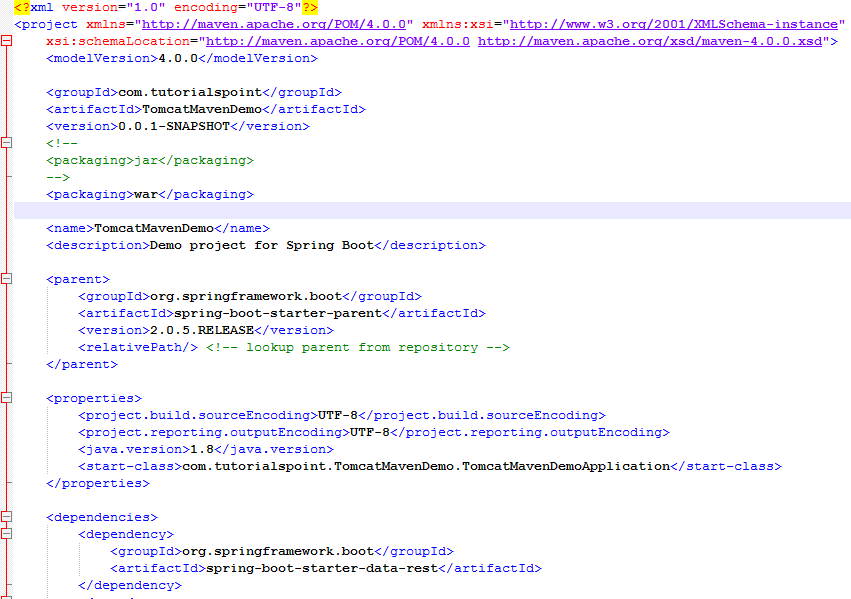 <?xml version="1.0" encoding="UTF-8"?>
<project xmlns="http://maven.apache.org/POM/4.0.0" xmlns:xsi="http://www.w3.org/2001/XMLSchema-instance"
    xsi:schemaLocation="http://maven.apache.org/POM/4.0.0 http://maven.apache.org/xsd/maven-4.0.0.xsd">
    <modelVersion>4.0.0</modelVersion>

    <groupId>com.tutorialspoint</groupId>
    <artifactId>TomcatMavenDemo</artifactId>
    <version>0.0.1-SNAPSHOT</version>
    <!--
    <packaging>jar</packaging>
    -->
    <packaging>war</packaging>

    <name>TomcatMavenDemo</name>
    <description>Demo project for Spring Boot</description>

    <parent>
        <groupId>org.springframework.boot</groupId>
        <artifactId>spring-boot-starter-parent</artifactId>
        <version>2.0.5.RELEASE</version>
        <relativePath/> <!-- lookup parent from repository -->
    </parent>

    <properties>
        <project.build.sourceEncoding>UTF-8</project.build.sourceEncoding>
        <project.reporting.outputEncoding>UTF-8</project.reporting.outputEncoding>
        <java.version>1.8</java.version>
        <start-class>com.tutorialspoint.TomcatMavenDemo.TomcatMavenDemoApplication</start-class>
    </properties>

    <dependencies>
        <dependency>
            <groupId>org.springframework.boot</groupId>
            <artifactId>spring-boot-starter-data-rest</artifactId>
        </dependency>